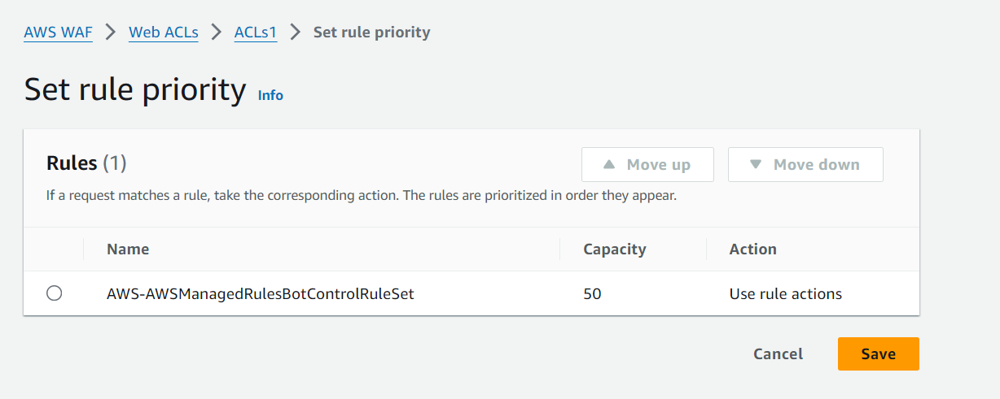 AWS WAF > Web ACLs > ACLs1 > Set rule priority
Set rule priority Info
Rules (1)
Move up
Move down
If a request matches a rule, take the corresponding action. The rules are prioritized in order they appear.
Name Capacity Action
AWS-AWSManagedRulesBotControlRuleSet 50 Use rule actions
Cancel Save